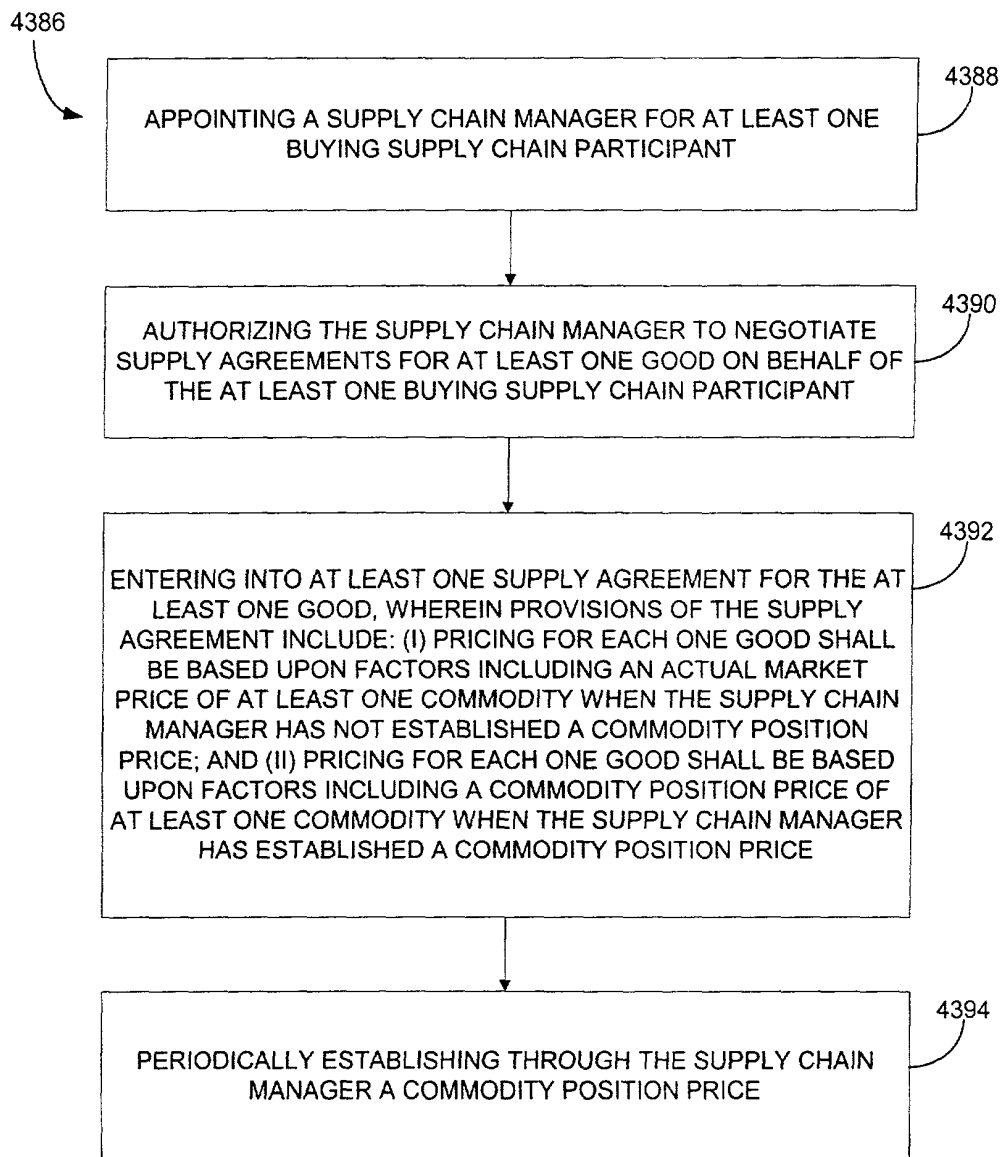 4386
4388
APPOINTING A SUPPLY CHAIN MANAGER FOR AT LEAST ONE
BUYING SUPPLY CHAIN PARTICIPANT
4390
AUTHORIZING THE SUPPLY CHAIN MANAGER TO NEGOTIATE
SUPPLY AGREEMENTS FOR AT LEAST ONE GOOD ON BEHALF OF
THE AT LEAST ONE BUYING SUPPLY CHAIN PARTICIPANT
4392
ENTERING INTO AT LEAST ONE SUPPLY AGREEMENT FOR THE AT
LEAST ONE GOOD, WHEREIN PROVISIONS OF THE SUPPLY
AGREEMENT INCLUDE: (I) PRICING FOR EACH ONE GOOD SHALL
BE BASED UPON FACTORS INCLUDING AN ACTUAL MARKET
PRICE OF AT LEAST ONE COMMODITY WHEN THE SUPPLY CHAIN
MANAGER HAS NOT ESTABLISHED A COMMODITY POSITION
PRICE; AND (II) PRICING FOR EACH ONE GOOD SHALL BE BASED
UPON FACTORS INCLUDING A COMMODITY POSITION PRICE OF
AT LEAST ONE COMMODITY WHEN THE SUPPLY CHAIN MANAGER
HAS ESTABLISHED A COMMODITY POSITION PRICE
4394
PERIODICALLY ESTABLISHING THROUGH THE SUPPLY CHAIN
MANAGER A COMMODITY POSITION PRICE